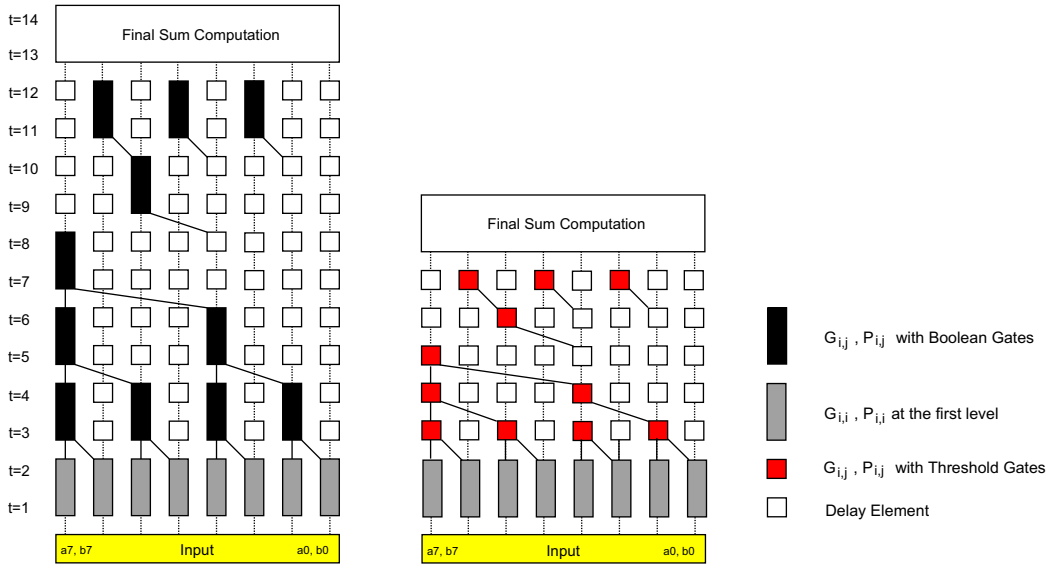 t=14
Final Sum Computation
t=13
t=12
t=11
t=10
t=9
t=8
Final Sum Computation
t=7
t=6
t=5
G i,j , P i,j with Boolean Gates
t=4
G i,i , P i,i at the first level
t=3
t=2
G i,j , P i,j with Threshold Gates
t=1
Delay Element
a7, b7 Input a0, b0
a7, b7 Input a0, b0